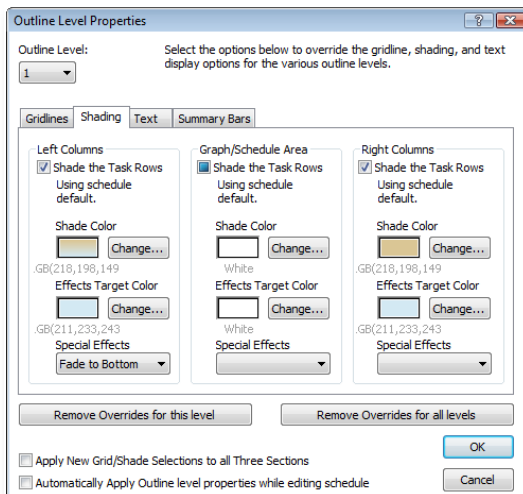 Outline Level Properties
Outline Level:
1
Select the options below to override the gridline, shading, and text
display options for the various outline levels.
Gridlines
Shading
Text
Summary Bars
Left Columns
Shade the Task Rows
Using schedule
default.
Shade Color
Change...
.GB(218,198,149
Effects Target Color
Change...
.GB(211,233,243
Special Effects
Fade to Bottom
Graph/Schedule Area
Shade the Task Rows
Using schedule
default.
Shade Color
Change...
White
Effects Target Color
Change...
White
Special Effects
Right Columns
Shade the Task Rows
Using schedule
default.
Shade Color
Change...
.GB(218,198,149
Effects Target Color
Change...
.GB(211,233,243
Special Effects
Remove Overrides for this level
Remove Overrides for all levels
Apply New Grid/Shade Selections to all Three Sections
Automatically Apply Outline level properties while editing schedule
OK
Cancel